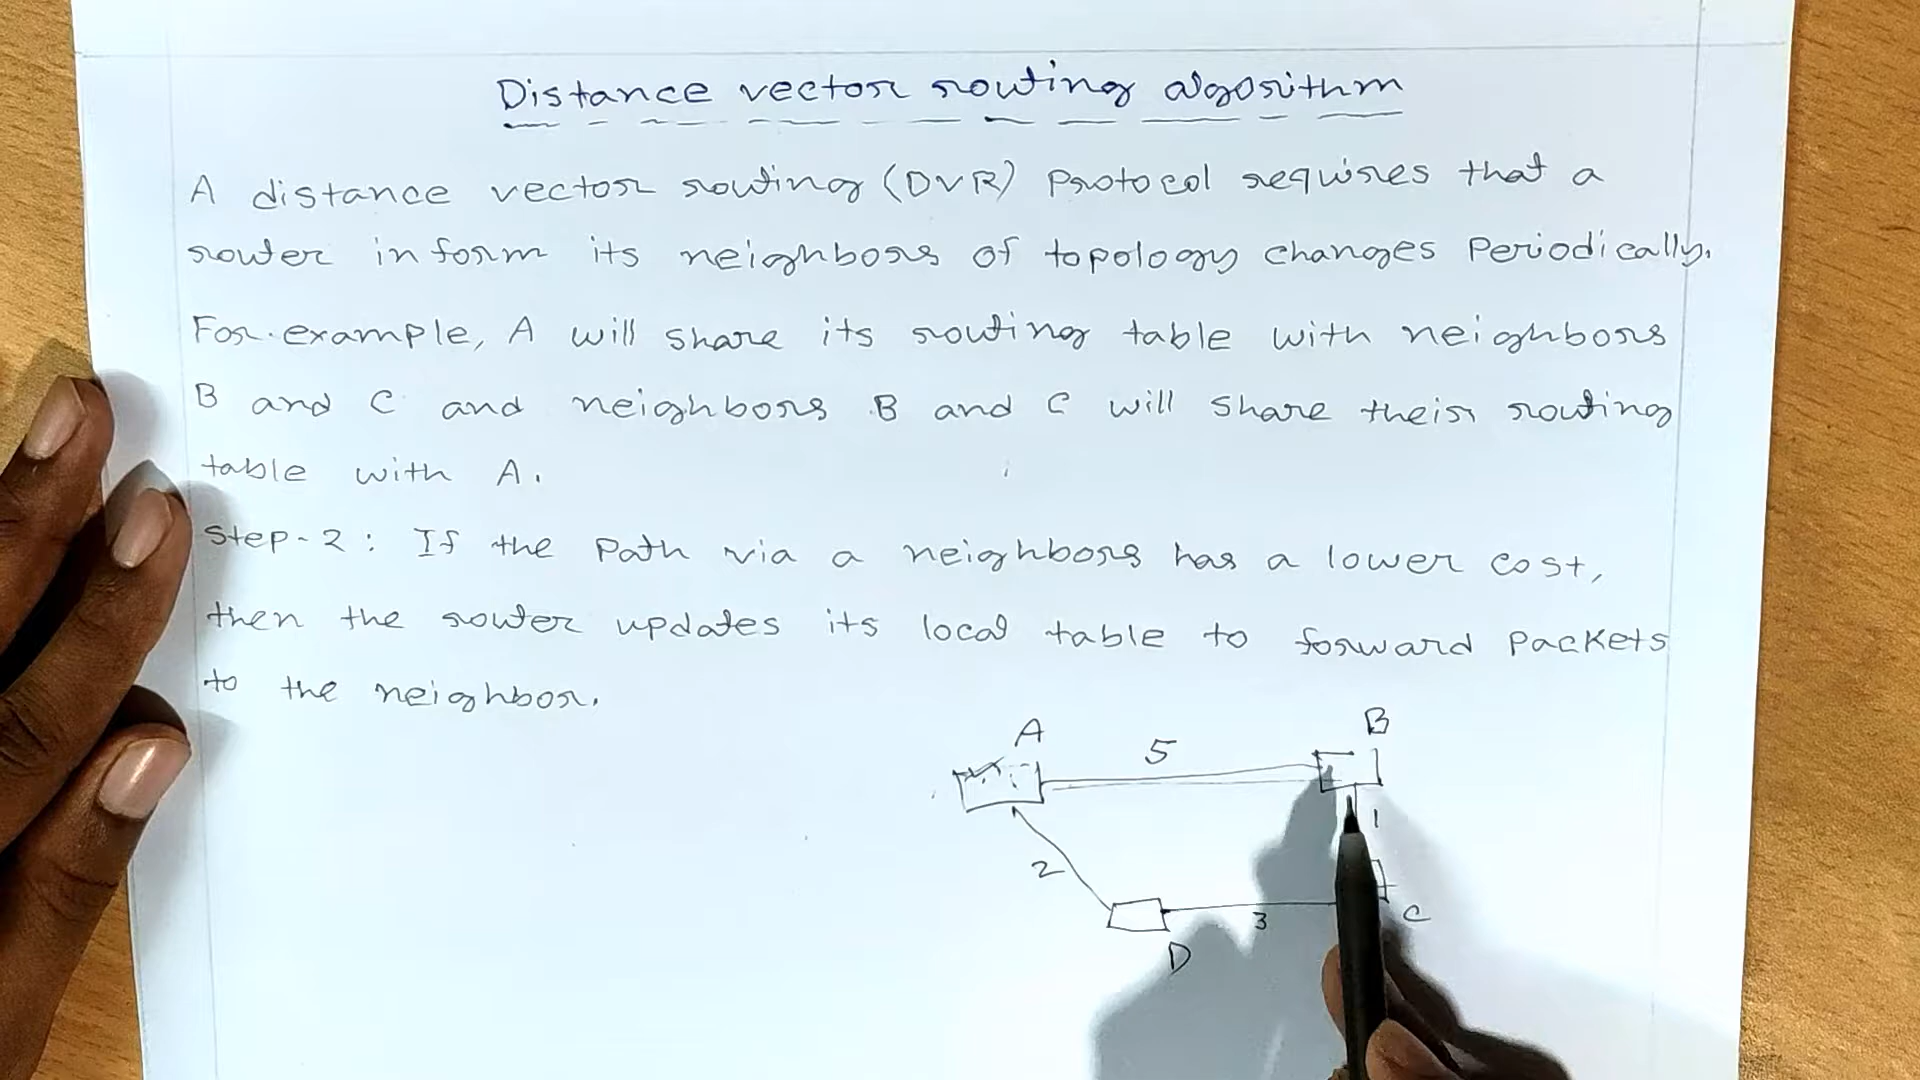 Distance vector routing algorithm
A distance vector routing (DVR) Protocol requires that a
router inform its neighbors of topology changes Periodically.
For example, A will share its routing table with neighbors
B and C and neighbors B and C will share their routing
table with A.
Step-2: If the Path via a neighbors has a lower cost,
then the router updates its local table to forward Packets
to the neighbor.
A
B
5
1
2
3
C
D